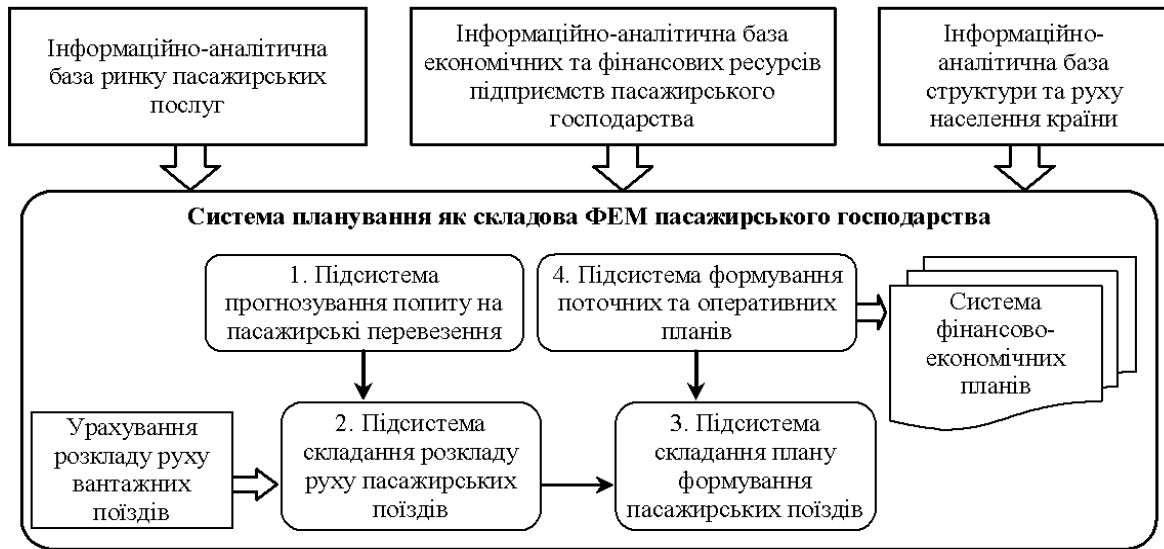 Інформаційно-аналітична
база ринку пасажирських
послуг
Інформаційно-аналітична база
економічних та фінансових ресурсів
підприємств пасажирського
господарства
Інформаційно-
аналітична база
структури та руху
населення країни
Система планування як складова ФЕМ пасажирського господарства
1. Підсистема
прогнозування попиту на
пасажирські перевезення
4. Підсистема формування
поточних та оперативних
планів
Система
фінансово-
економічних
планів
Урахування
розкладу руху
вантажних
поїздів
2. Підсистема
складання розкладу
руху пасажирських
поїздів
3. Підсистема
складання плану
формування
пасажирських поїздів